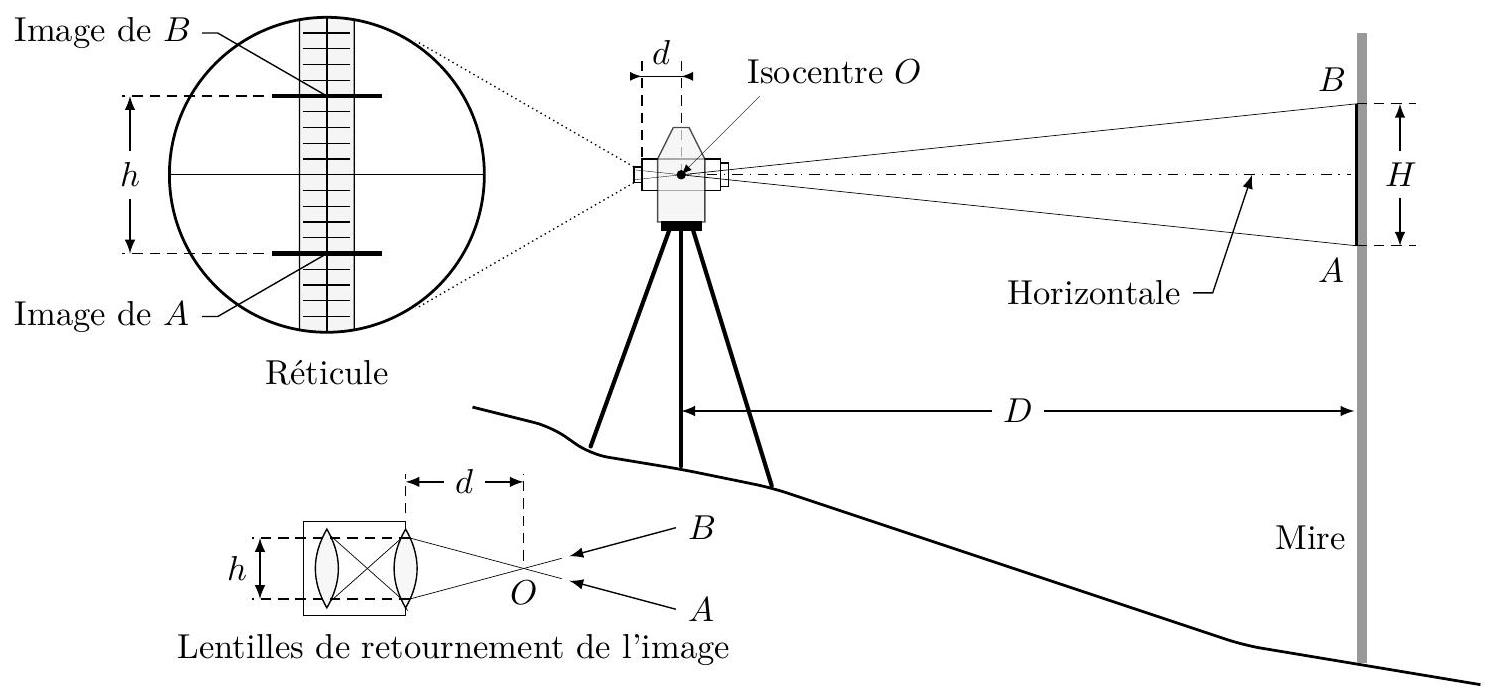 Image de B
d
Isocentre O
B
h
H
A
Horizontale
Image de A
Réticule
D
d
B
h
O
A
Mire
Lentilles de retournement de l'image